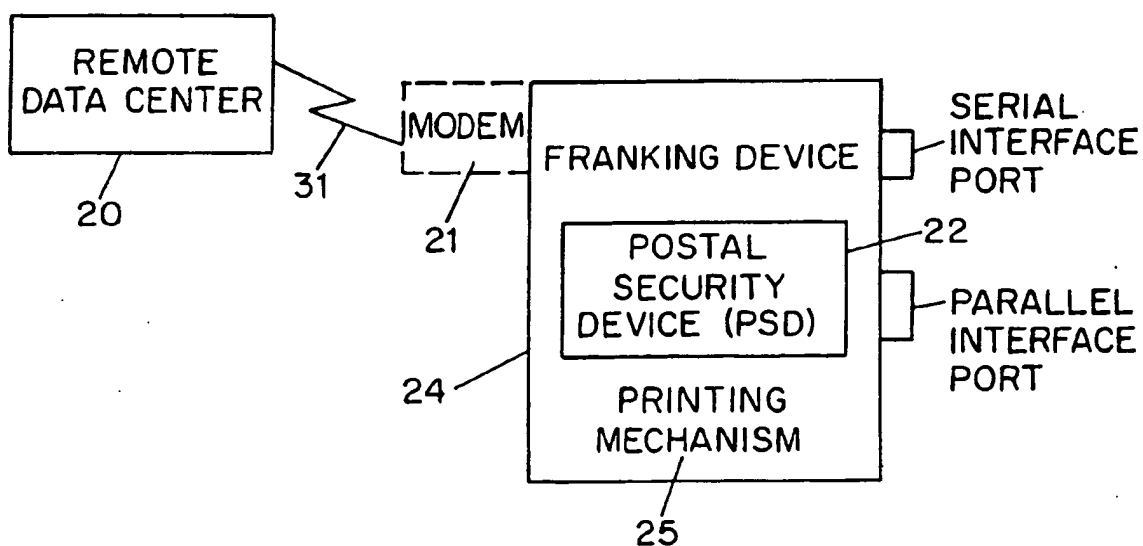 REMOTE
DATA CENTER
20
31
MODEM
21
FRANKING DEVICE
POSTAL
SECURITY
DEVICE (PSD)
22
24
PRINTING
MECHANISM
25
SERIAL
INTERFACE
PORT
PARALLEL
INTERFACE
PORT